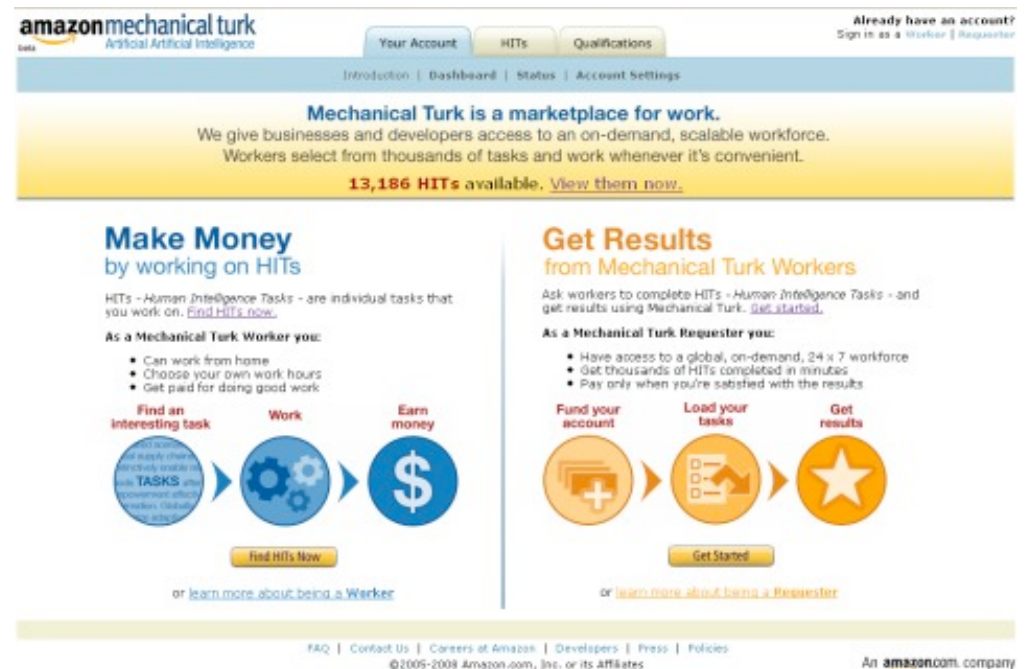 amazonmechanical turk
beta
Artificial Artificial Intelligence
Your Account
HITs
Qualifications
Already have an account?
Sign in as a Worker | Requester
Introduction | Dashboard | Status | Account Settings
Mechanical Turk is a marketplace for work.
We give businesses and developers access to an on-demand, scalable workforce.
Workers select from thousands of tasks and work whenever it's convenient.
13,186 HITs available. View them now.
Make Money
by working on HITs
HITs - Human Intelligence Tasks - are individual tasks that
you work on. Find HITs now.
As a Mechanical Turk Worker you:
• Can work from home
• Choose your own work hours
• Get paid for doing good work
Find an
interesting task
Work
Earn
money
TASKS
$
Find HITs Now
or learn more about being a Worker
Get Results
from Mechanical Turk Workers
Ask workers to complete HITs - Human Intelligence Tasks - and
get results using Mechanical Turk. Get started.
As a Mechanical Turk Requester you:
• Have access to a global, on-demand, 24 x 7 workforce
• Get thousands of HITs completed in minutes
• Pay only when you're satisfied with the results
Fund your
account
Load your
tasks
Get
results
Get Started
or learn more about being a Requester
FAQ | Contact Us | Careers at Amazon | Developers | Press | Policies
©2005-2008 Amazon.com, Inc. or its Affiliates
An amazon.com. company